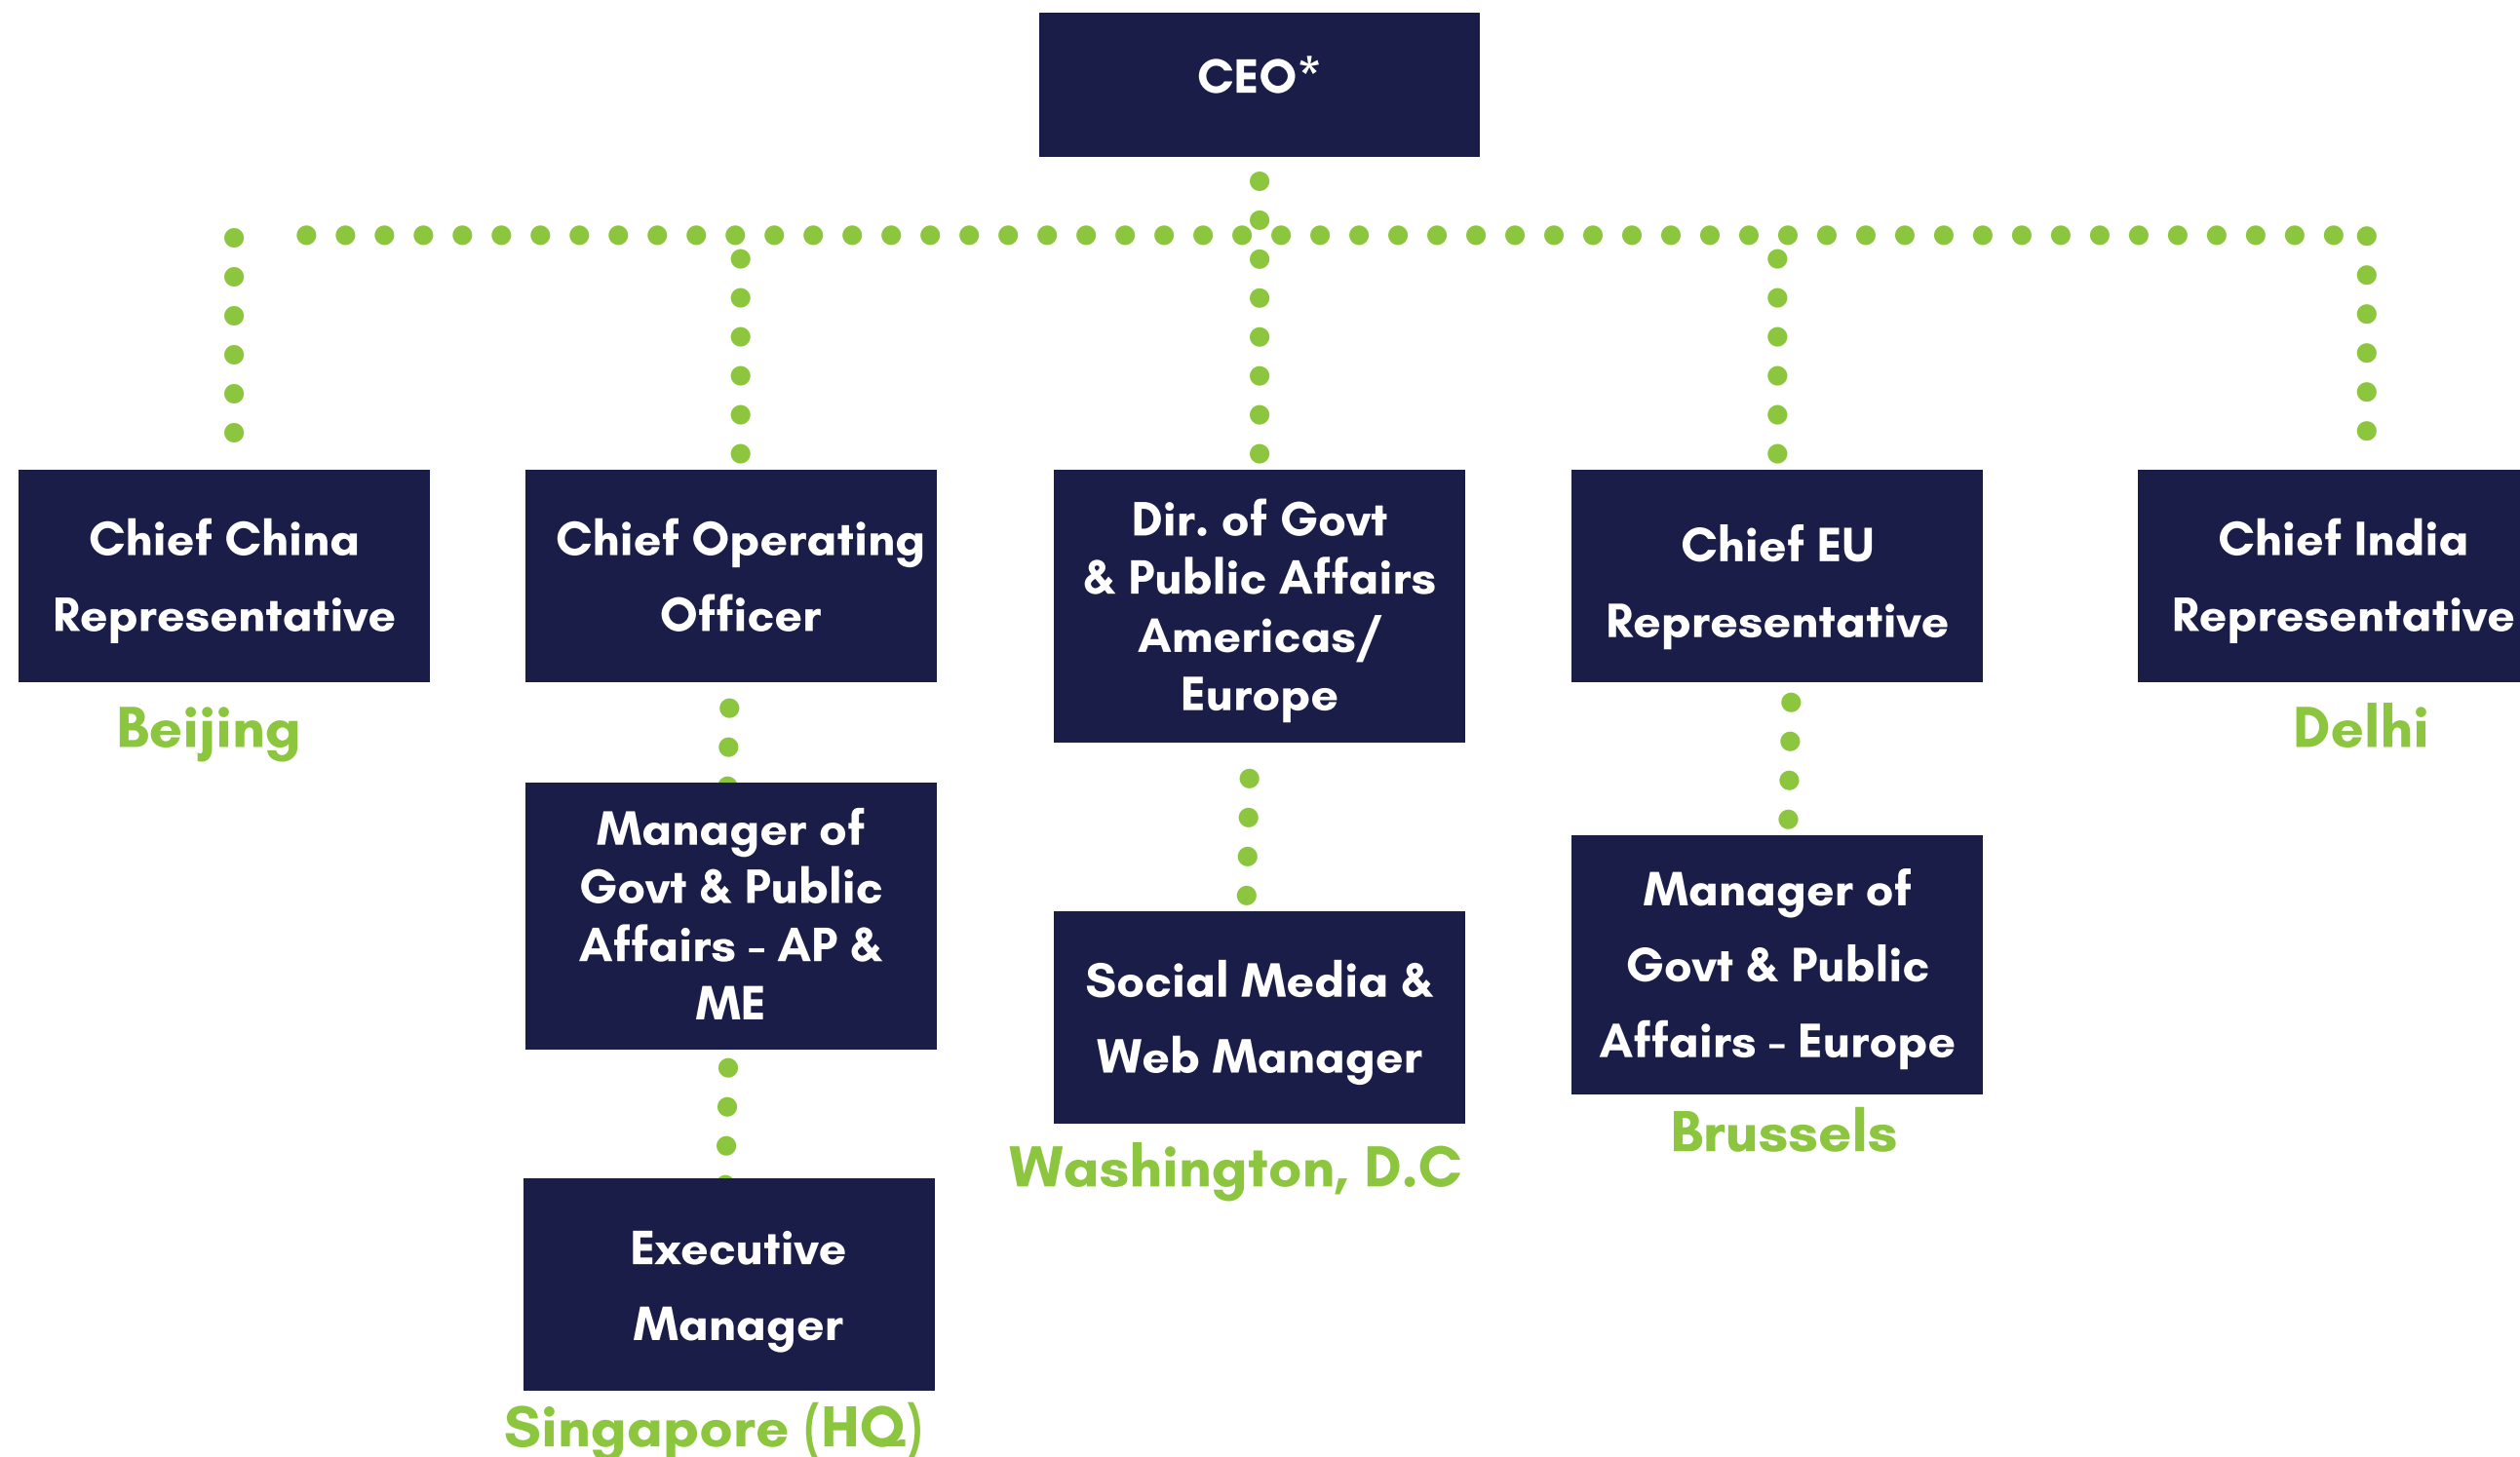 CEO*
Chief China
Representative
Beijing
Chief Operating
Officer
Manager of
Govt & Public
Affairs - AP &
ME
Executive
Manager
Singapore (HQ)
Dir. of Govt
& Public Affairs
Americas/
Europe
Social Media &
Web Manager
Washington, D.C
Chief EU
Representative
Manager of
Govt & Public
Affairs - Europe
Brussels
Chief India
Representative
Delhi